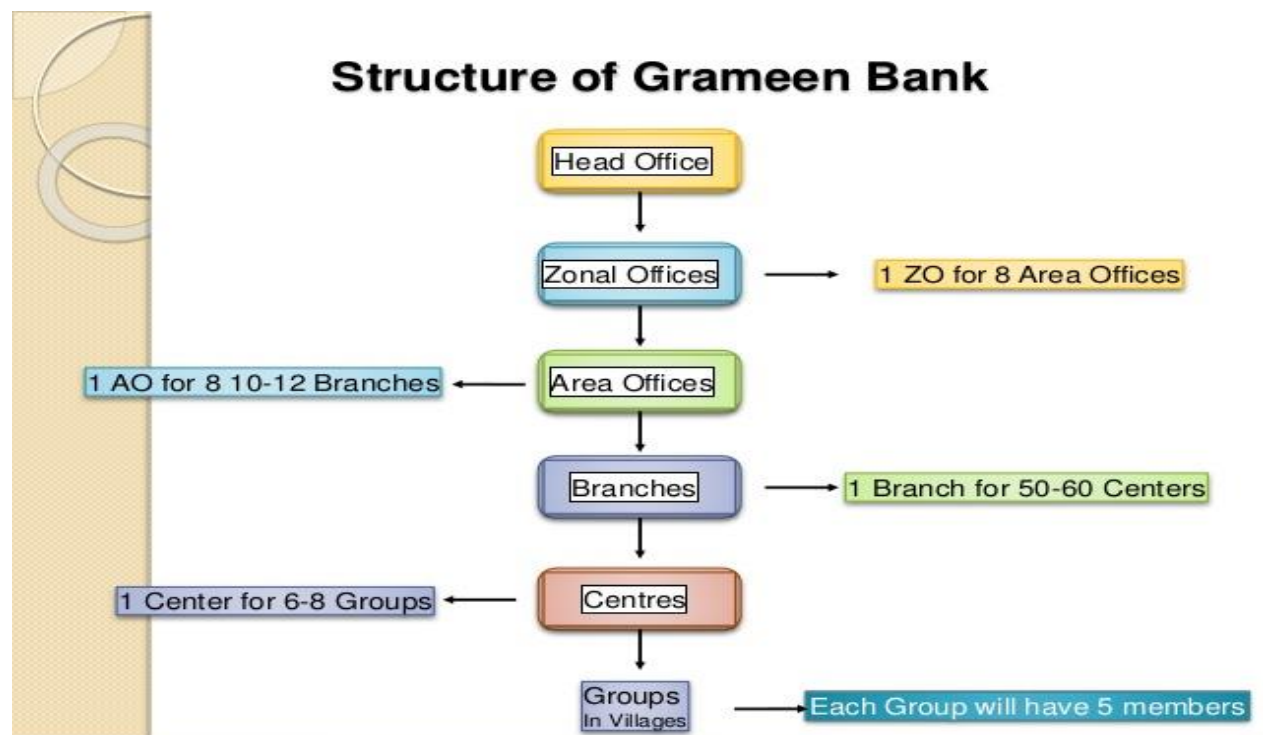 Structure of Grameen Bank
Head Office
Zonal Offices
1 ZO for 8 Area Offices
1 AO for 8 10-12 Branches
Area Offices
Branches
1 Branch for 50-60 Centers
1 Center for 6-8 Groups
Centres
Groups
In Villages
Each Group will have 5 members